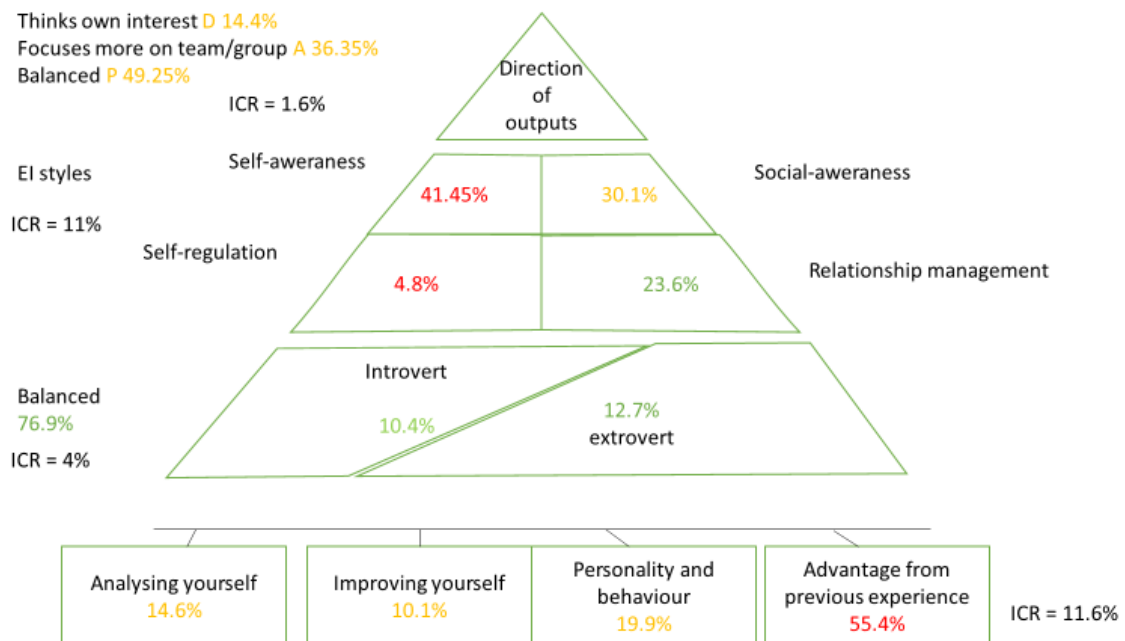 Thinks own interest D 14.4%
Focuses more on team/group A 36.35%
Balanced P 49.25%
ICR = 1.6%
Direction
of
outputs
EI styles
ICR = 11%
Self-aweraness
41.45%
30.1%
Social-aweraness
Self-regulation
4.8%
23.6%
Relationship management
Balanced
76.9%
ICR = 4%
Introvert
10.4%
12.7%
extrovert
Analysing yourself
14.6%
Improving yourself
10.1%
Personality and
behaviour
19.9%
Advantage from
previous experience
55.4%
ICR = 11.6%